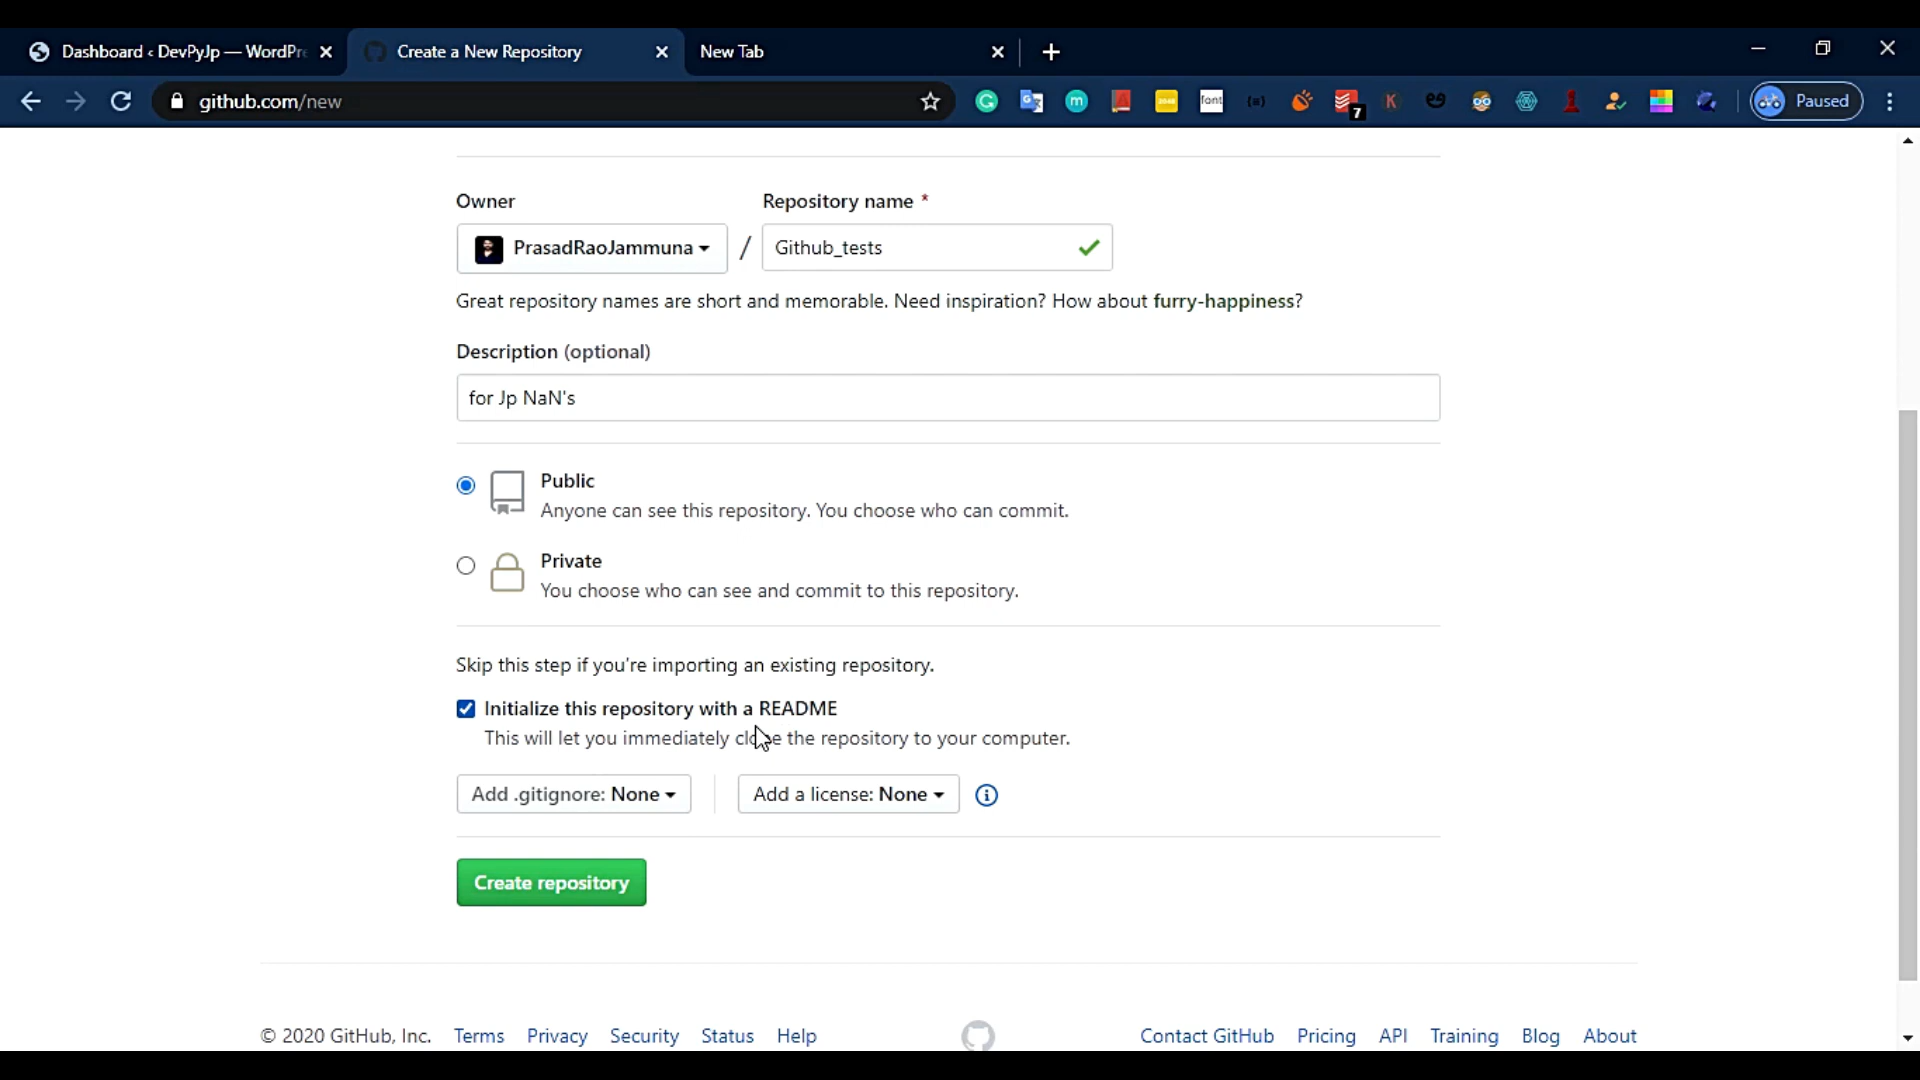 Dashboard ‹ DevPyJp — WordPr
Create a New Repository
New Tab
github.com/new
font
7
K
Paused
Owner
Repository name *
PrasadRaoJammuna
/
Github_tests
Great repository names are short and memorable. Need inspiration? How about furry-happiness?
Description (optional)
for Jp NaN's
Public
Anyone can see this repository. You choose who can commit.
Private
You choose who can see and commit to this repository.
Skip this step if you're importing an existing repository.
Initialize this repository with a README
This will let you immediately clone the repository to your computer.
Add .gitignore: None
Add a license: None
Create repository
© 2020 GitHub, Inc. Terms Privacy Security Status Help
Contact GitHub Pricing API Training Blog About